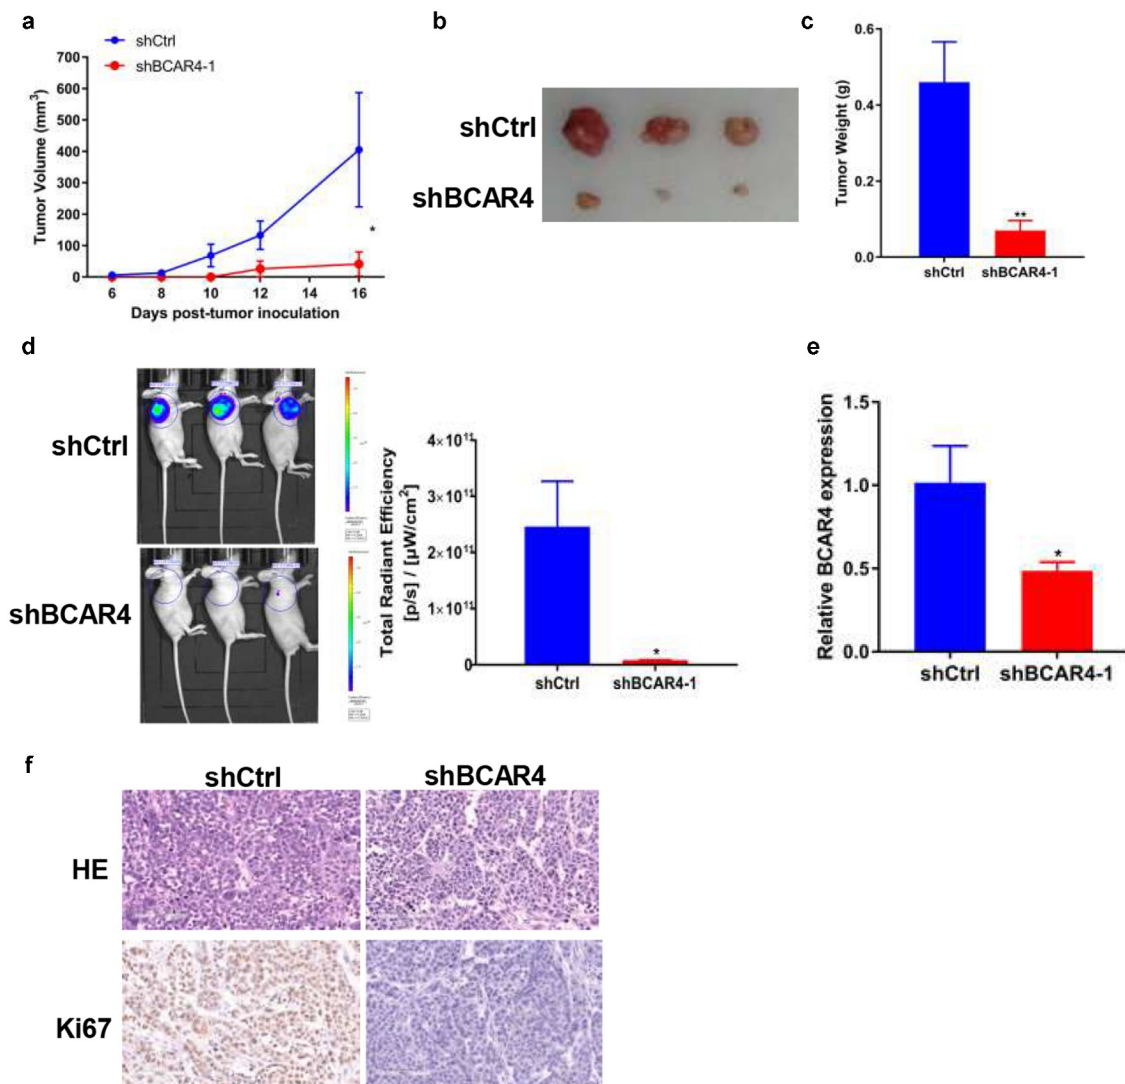 a
shCtrl
shBCAR4-1
700
600
500
400
300
200
100
0
Tumor Volume (mm³)
6 8 10 12 14 16
*
Days post-tumor inoculation
b
shCtrl
shBCAR4
c
0.6
0.4
0.2
0.0
Tumor Weight (g)
**
shCtrl shBCAR4-1
d
shCtrl
shBCAR4
Total Radiant Efficiency
[p/s] / [µW/cm²]
4×10¹¹
3×10¹¹
2×10¹¹
1×10¹¹
0
*
shCtrl shBCAR4-1
e
Relative BCAR4 expression
1.5
1.0
0.5
0.0
*
shCtrl shBCAR4-1
f
shCtrl shBCAR4
HE
Ki67